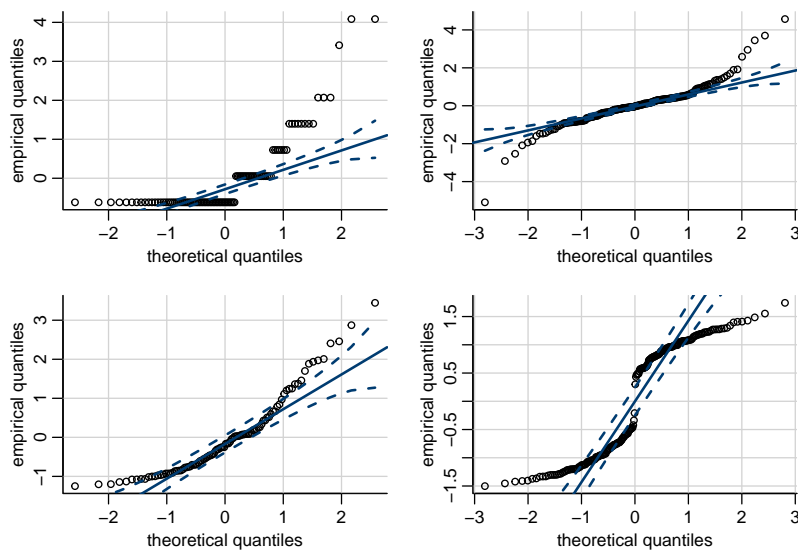 4
3
2
1
0
empirical quantiles
−2 −1 0 1 2
theoretical quantiles
4
2
0
−2
−4
empirical quantiles
−3 −2 −1 0 1 2 3
theoretical quantiles
3
2
1
0
−1
empirical quantiles
−2 −1 0 1 2
theoretical quantiles
1.5
0.5
−0.5
−1.5
empirical quantiles
−3 −2 −1 0 1 2 3
theoretical quantiles